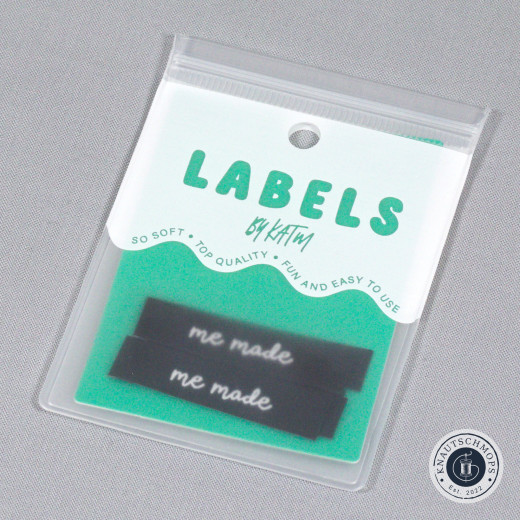 LABELS
BY KATM
SO SOFT • TOP QUALITY • FUN AND EASY TO USE
me made
me made
KNAUTSCHMOPS
Est. 2022